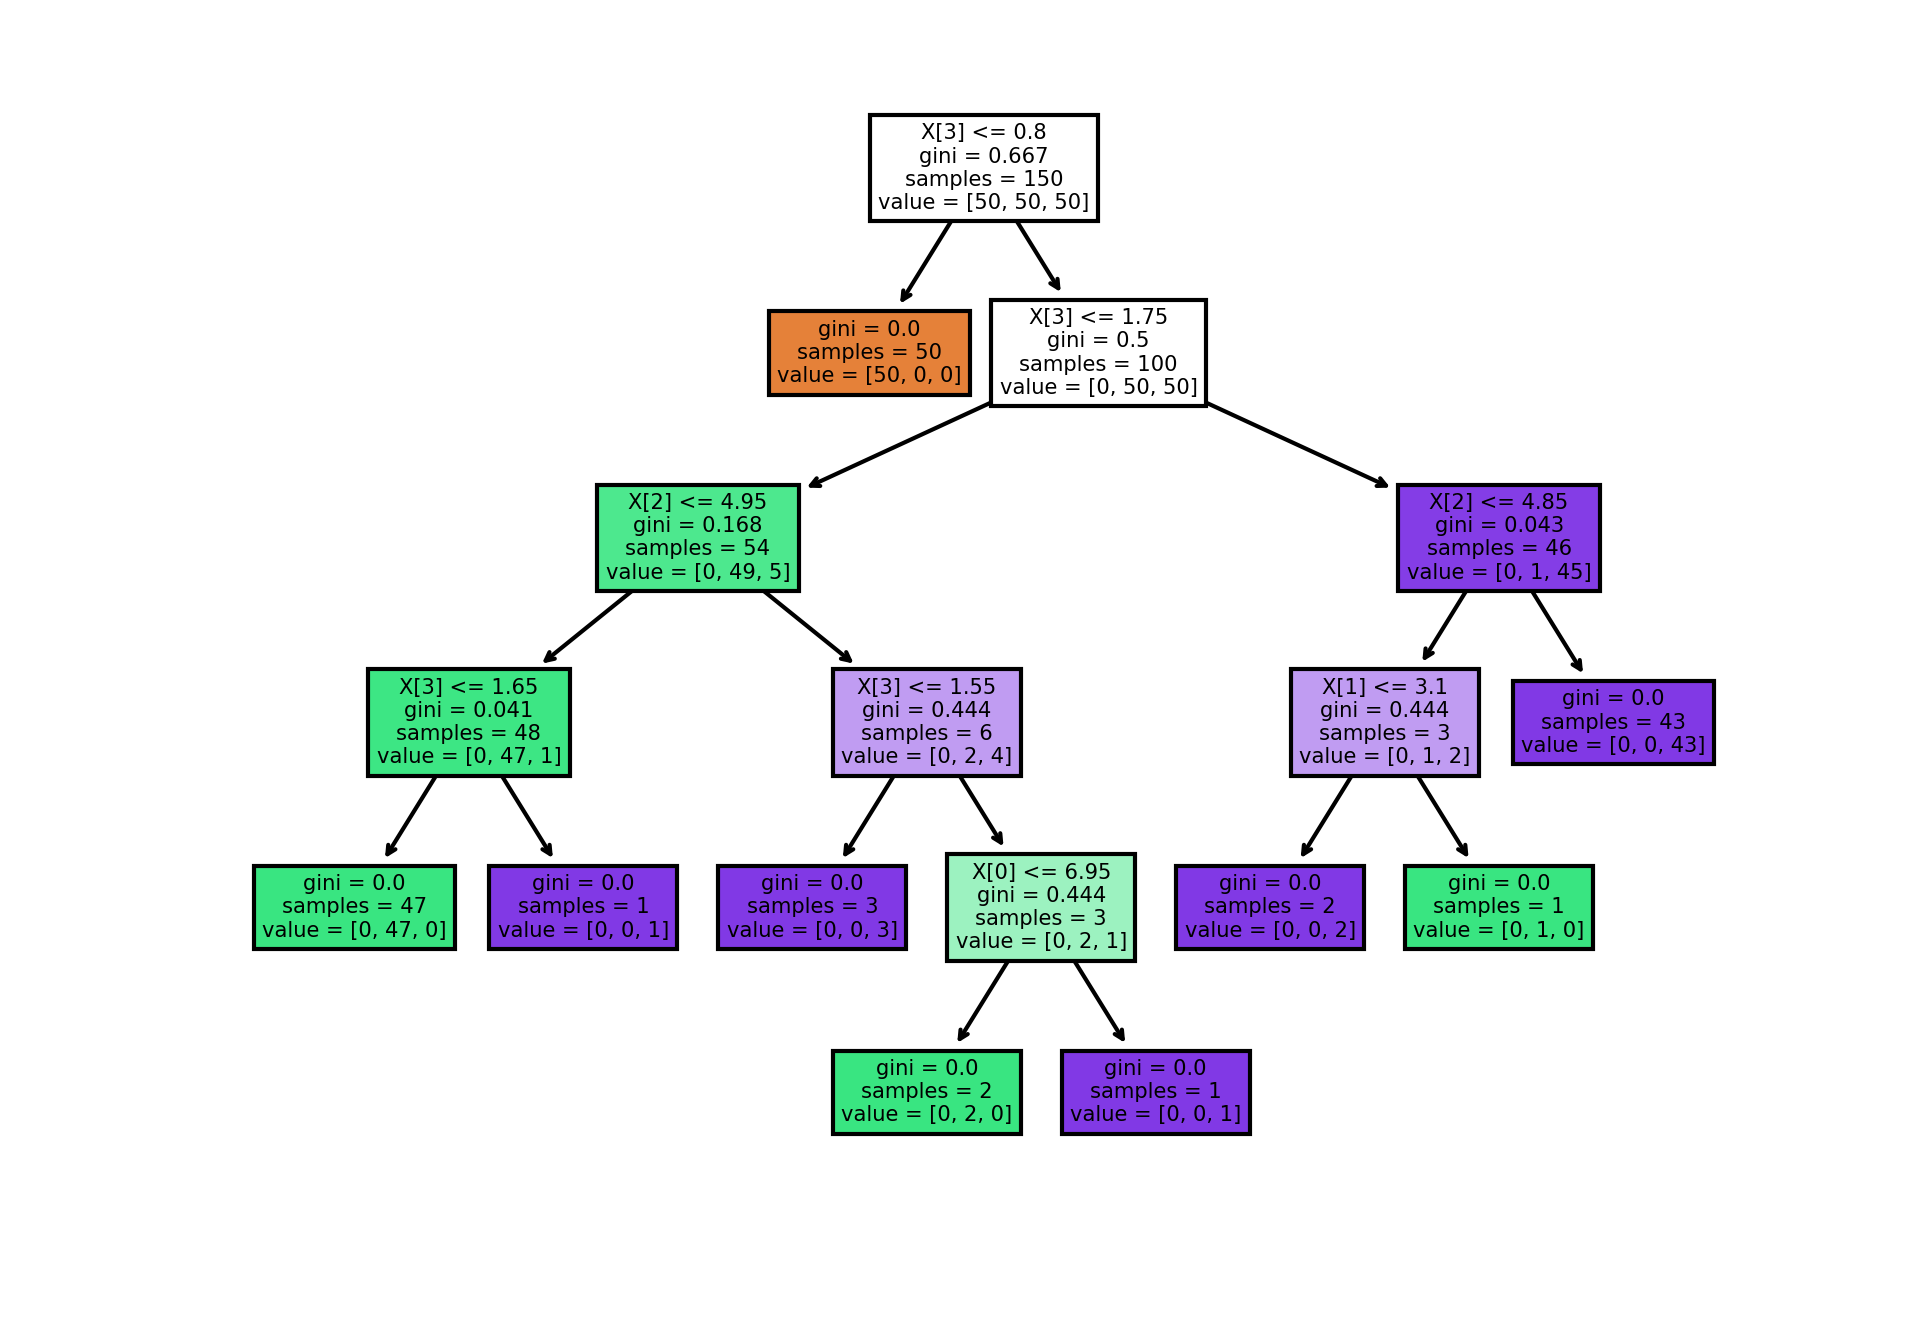 X[3] <= 0.8
gini = 0.667
samples = 150
value = [50, 50, 50]
gini = 0.0
samples = 50
value = [50, 0, 0]
X[3] <= 1.75
gini = 0.5
samples = 100
value = [0, 50, 50]
X[2] <= 4.95
gini = 0.168
samples = 54
value = [0, 49, 5]
X[2] <= 4.85
gini = 0.043
samples = 46
value = [0, 1, 45]
X[3] <= 1.65
gini = 0.041
samples = 48
value = [0, 47, 1]
X[3] <= 1.55
gini = 0.444
samples = 6
value = [0, 2, 4]
X[1] <= 3.1
gini = 0.444
samples = 3
value = [0, 1, 2]
gini = 0.0
samples = 43
value = [0, 0, 43]
gini = 0.0
samples = 47
value = [0, 47, 0]
gini = 0.0
samples = 1
value = [0, 0, 1]
gini = 0.0
samples = 3
value = [0, 0, 3]
X[0] <= 6.95
gini = 0.444
samples = 3
value = [0, 2, 1]
gini = 0.0
samples = 2
value = [0, 0, 2]
gini = 0.0
samples = 1
value = [0, 1, 0]
gini = 0.0
samples = 2
value = [0, 2, 0]
gini = 0.0
samples = 1
value = [0, 0, 1]